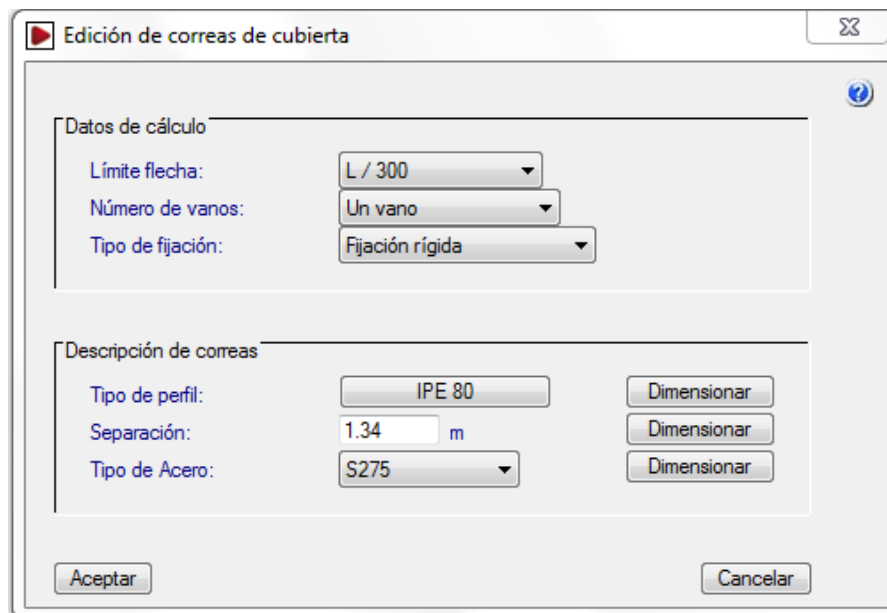 Edición de correas de cubierta
Datos de cálculo
Límite flecha: L / 300
Número de vanos: Un vano
Tipo de fijación: Fijación rígida
Descripción de correas
Tipo de perfil: IPE 80 Dimensionar
Separación: 1.34 m Dimensionar
Tipo de Acero: S275 Dimensionar
Aceptar Cancelar